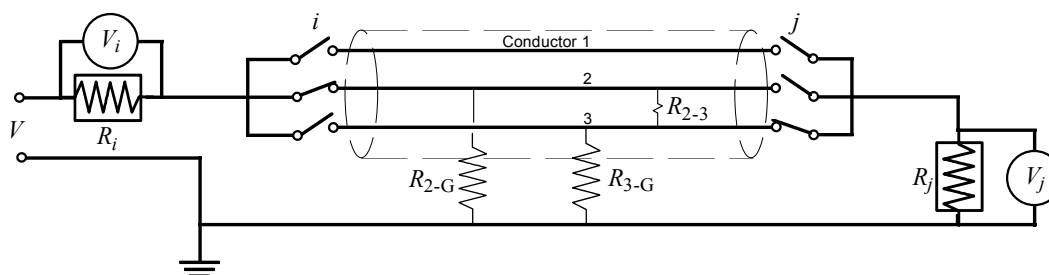 i
j
V_i
Conductor 1
2
R_2-3
V
R_i
3
R_2-G
R_3-G
R_j
V_j